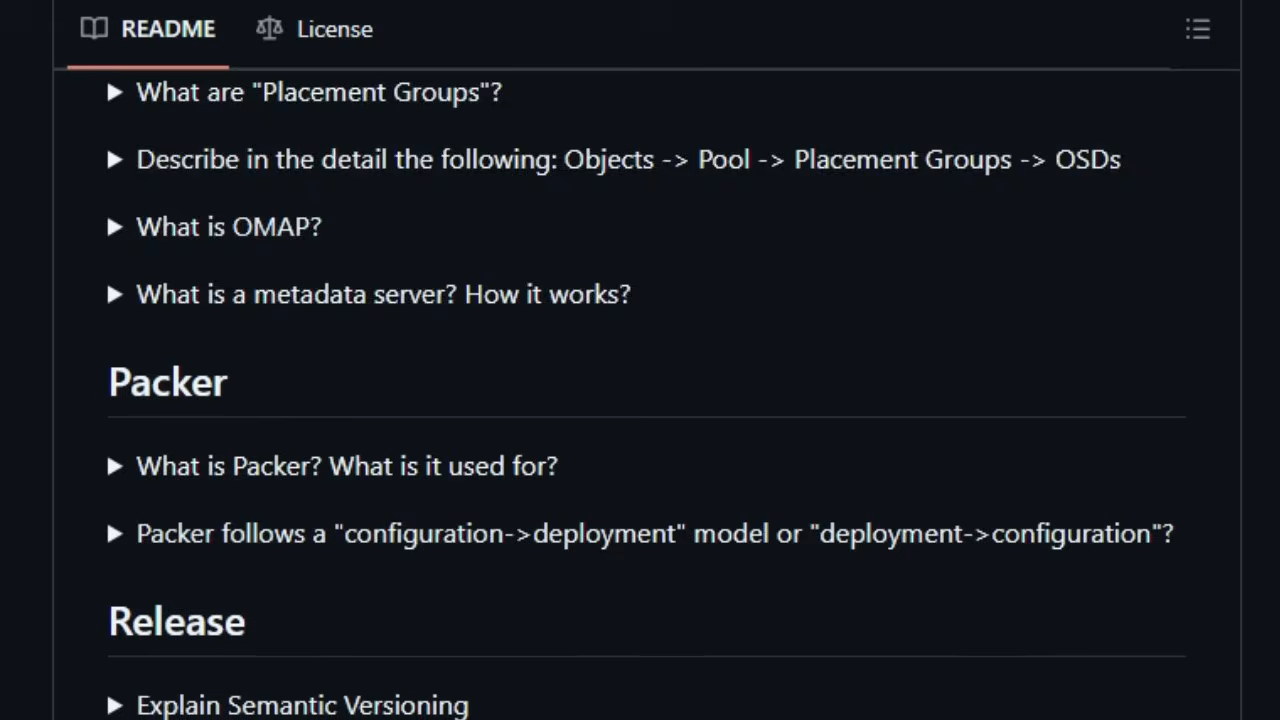 README License
What are "Placement Groups"?
Describe in the detail the following: Objects -> Pool -> Placement Groups -> OSDs
What is OMAP?
What is a metadata server? How it works?
Packer
What is Packer? What is it used for?
Packer follows a "configuration->deployment" model or "deployment->configuration"?
Release
Explain Semantic Versioning